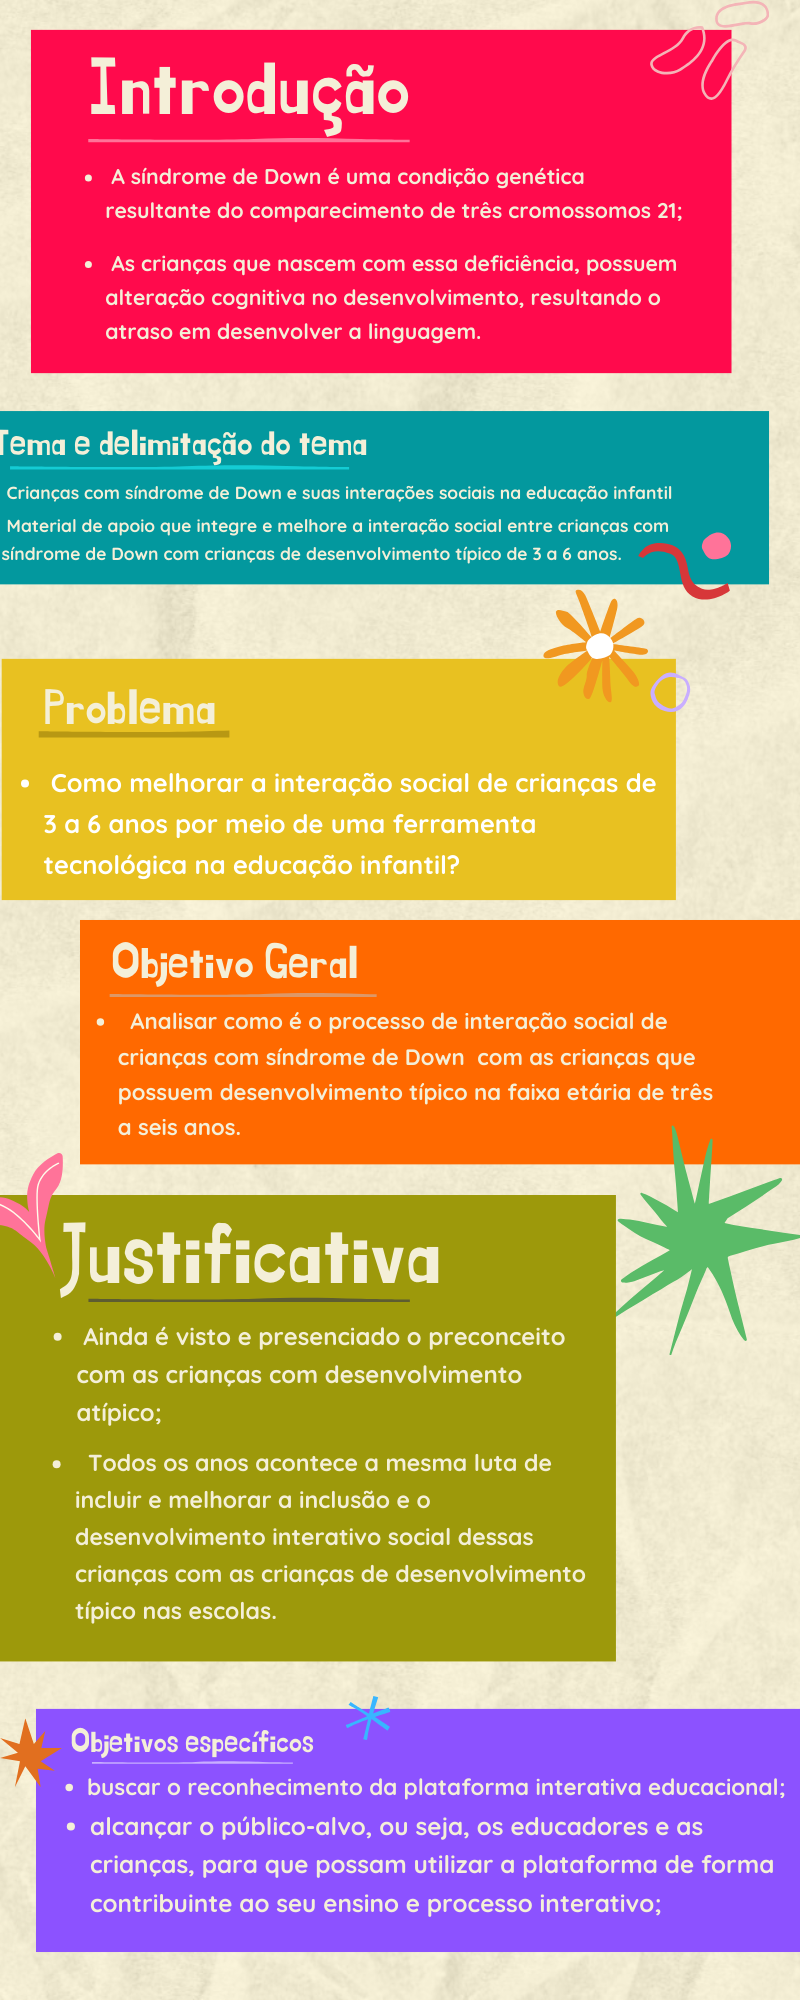 Introdução
• A síndrome de Down é uma condição genética
resultante do comparecimento de três cromossomos 21;
• As crianças que nascem com essa deficiência, possuem
alteração cognitiva no desenvolvimento, resultando o
atraso em desenvolver a linguagem.
Tema e delimitação do tema
Crianças com síndrome de Down e suas interações sociais na educação infantil
Material de apoio que integre e melhore a interação social entre crianças com
síndrome de Down com crianças de desenvolvimento típico de 3 a 6 anos.
Problema
• Como melhorar a interação social de crianças de
3 a 6 anos por meio de uma ferramenta
tecnológica na educação infantil?
Objetivo Geral
• Analisar como é o processo de interação social de
crianças com síndrome de Down com as crianças que
possuem desenvolvimento típico na faixa etária de três
a seis anos.
Justificativa
• Ainda é visto e presenciado o preconceito
com as crianças com desenvolvimento
atípico;
• Todos os anos acontece a mesma luta de
incluir e melhorar a inclusão e o
desenvolvimento interativo social dessas
crianças com as crianças de desenvolvimento
típico nas escolas.
Objetivos específicos
• buscar o reconhecimento da plataforma interativa educacional;
• alcançar o público-alvo, ou seja, os educadores e as
crianças, para que possam utilizar a plataforma de forma
contribuinte ao seu ensino e processo interativo;